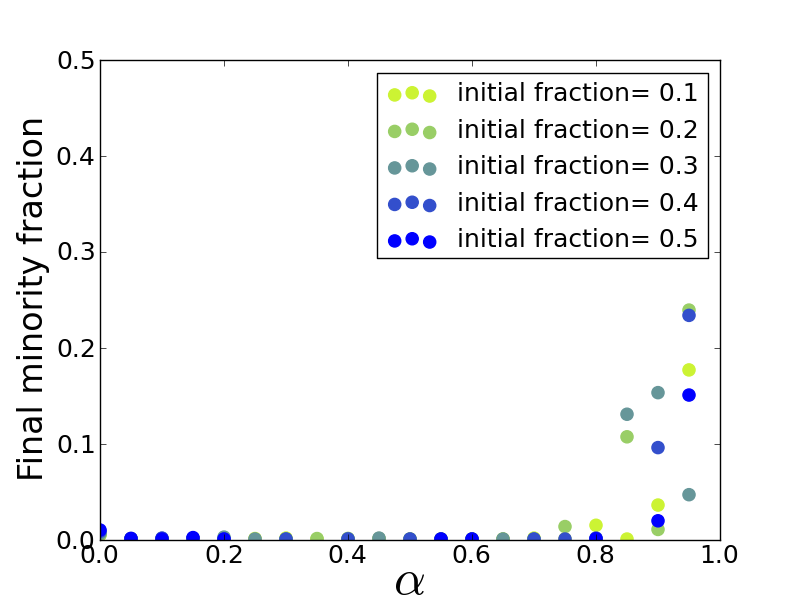 0.5
0.4
0.3
0.2
0.1
0.0
Final minority fraction
initial fraction= 0.1
initial fraction= 0.2
initial fraction= 0.3
initial fraction= 0.4
initial fraction= 0.5
0.0 0.2 0.4 0.6 0.8 1.0
α